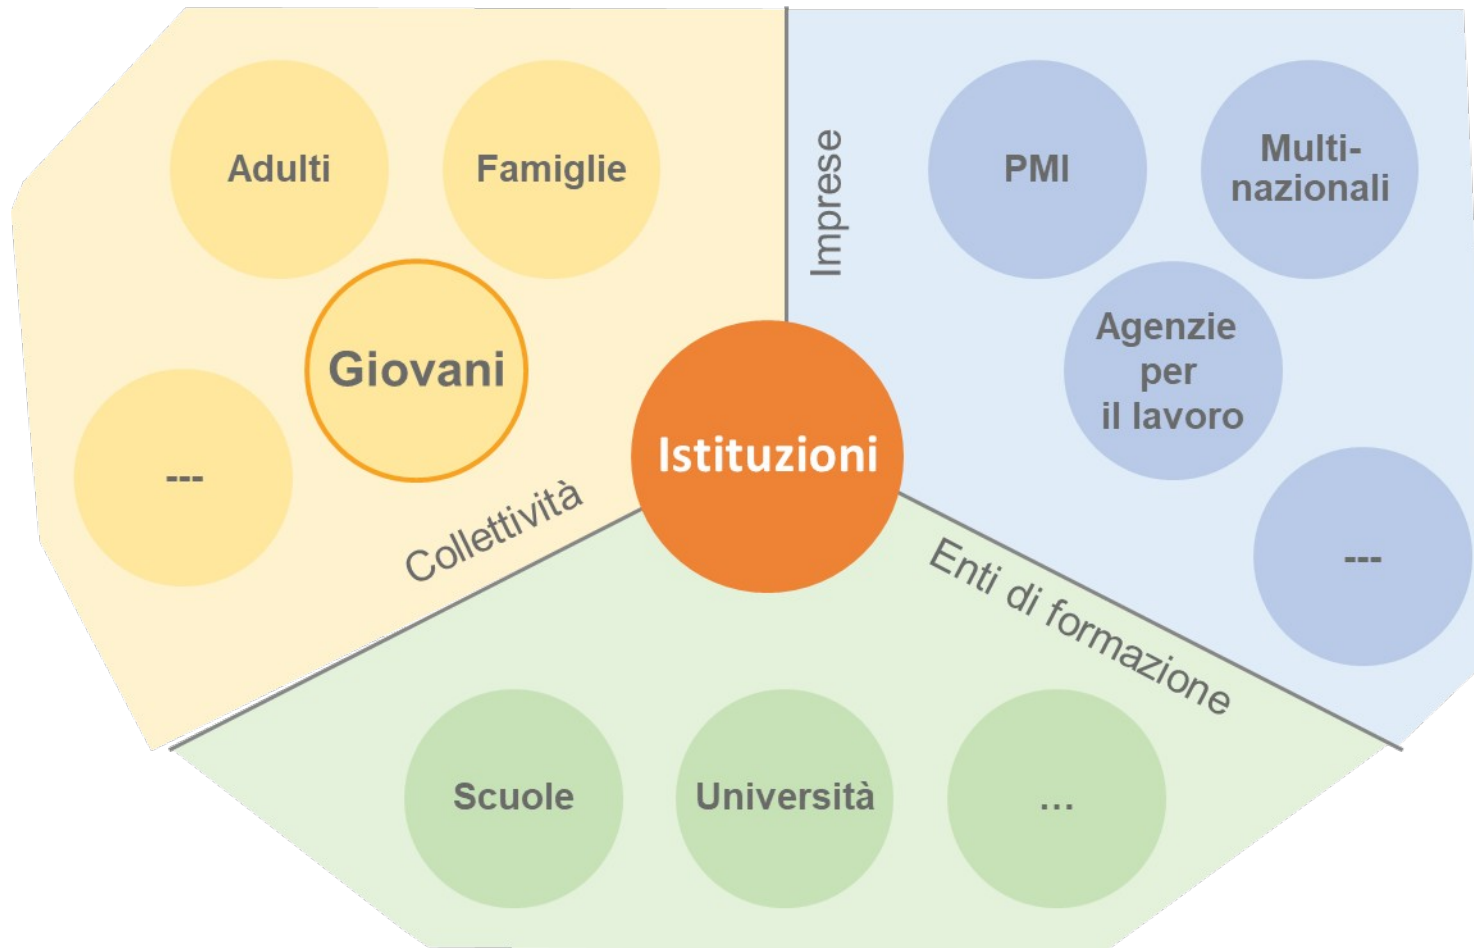 Adulti
Famiglie
Giovani
---
Collettività
Imprese
PMI
Multi-
nazionali
Agenzie
per
il lavoro
---
Istituzioni
Enti di formazione
Scuole
Università
...